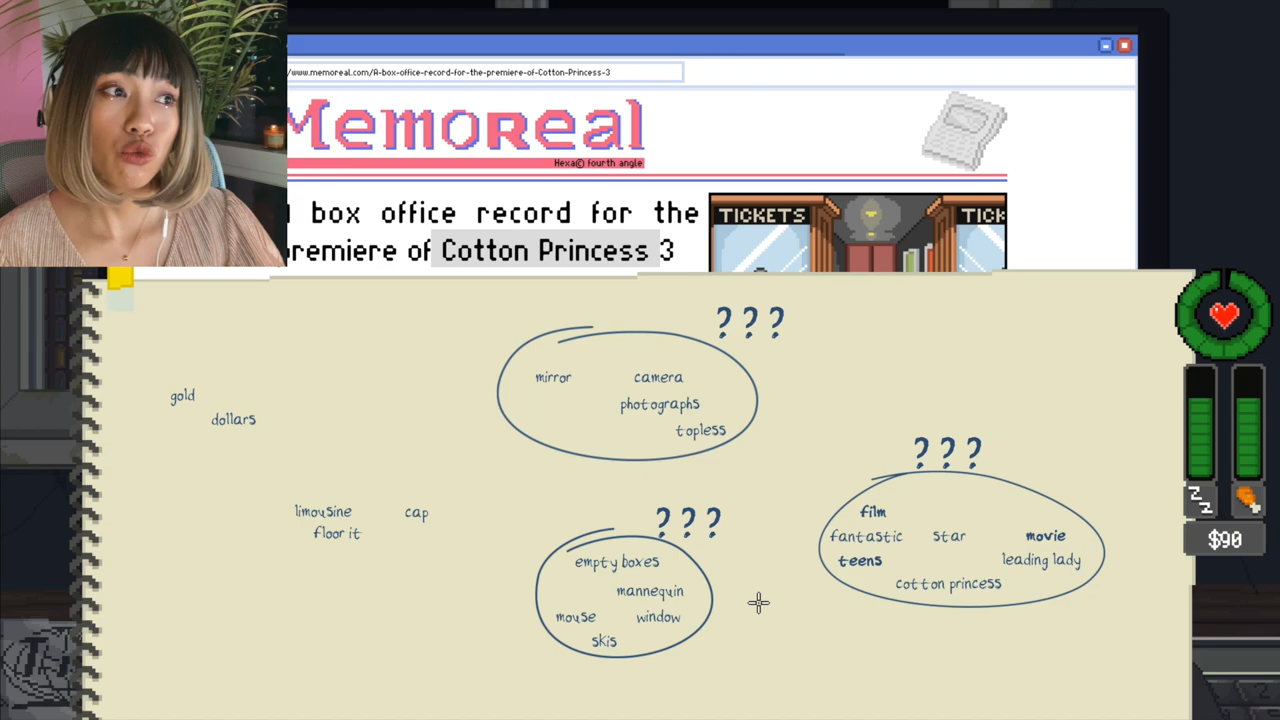 /www.memoreal.com/A-box-office-record-for-the-premiere-of-Cotton-Princess-3
Memoreal
Hexa© fourth angle
box office record for the
premiere of Cotton Princess 3
TICKETS
TICK
???
mirror camera
photographs
topless
gold
dollars
???
film
fantastic star movie
teens leading lady
cotton princess
limousine cap
floor it
???
empty boxes
mannequin
mouse window
skis
$90